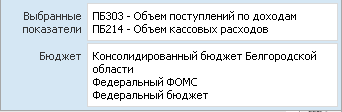 Выбранные показатели
ПБ303 - Объем поступлений по доходам
ПБ214 - Объем кассовых расходов
Бюджет
Консолидированный бюджет Белгородской
области
Федеральный ФОМС
Федеральный бюджет